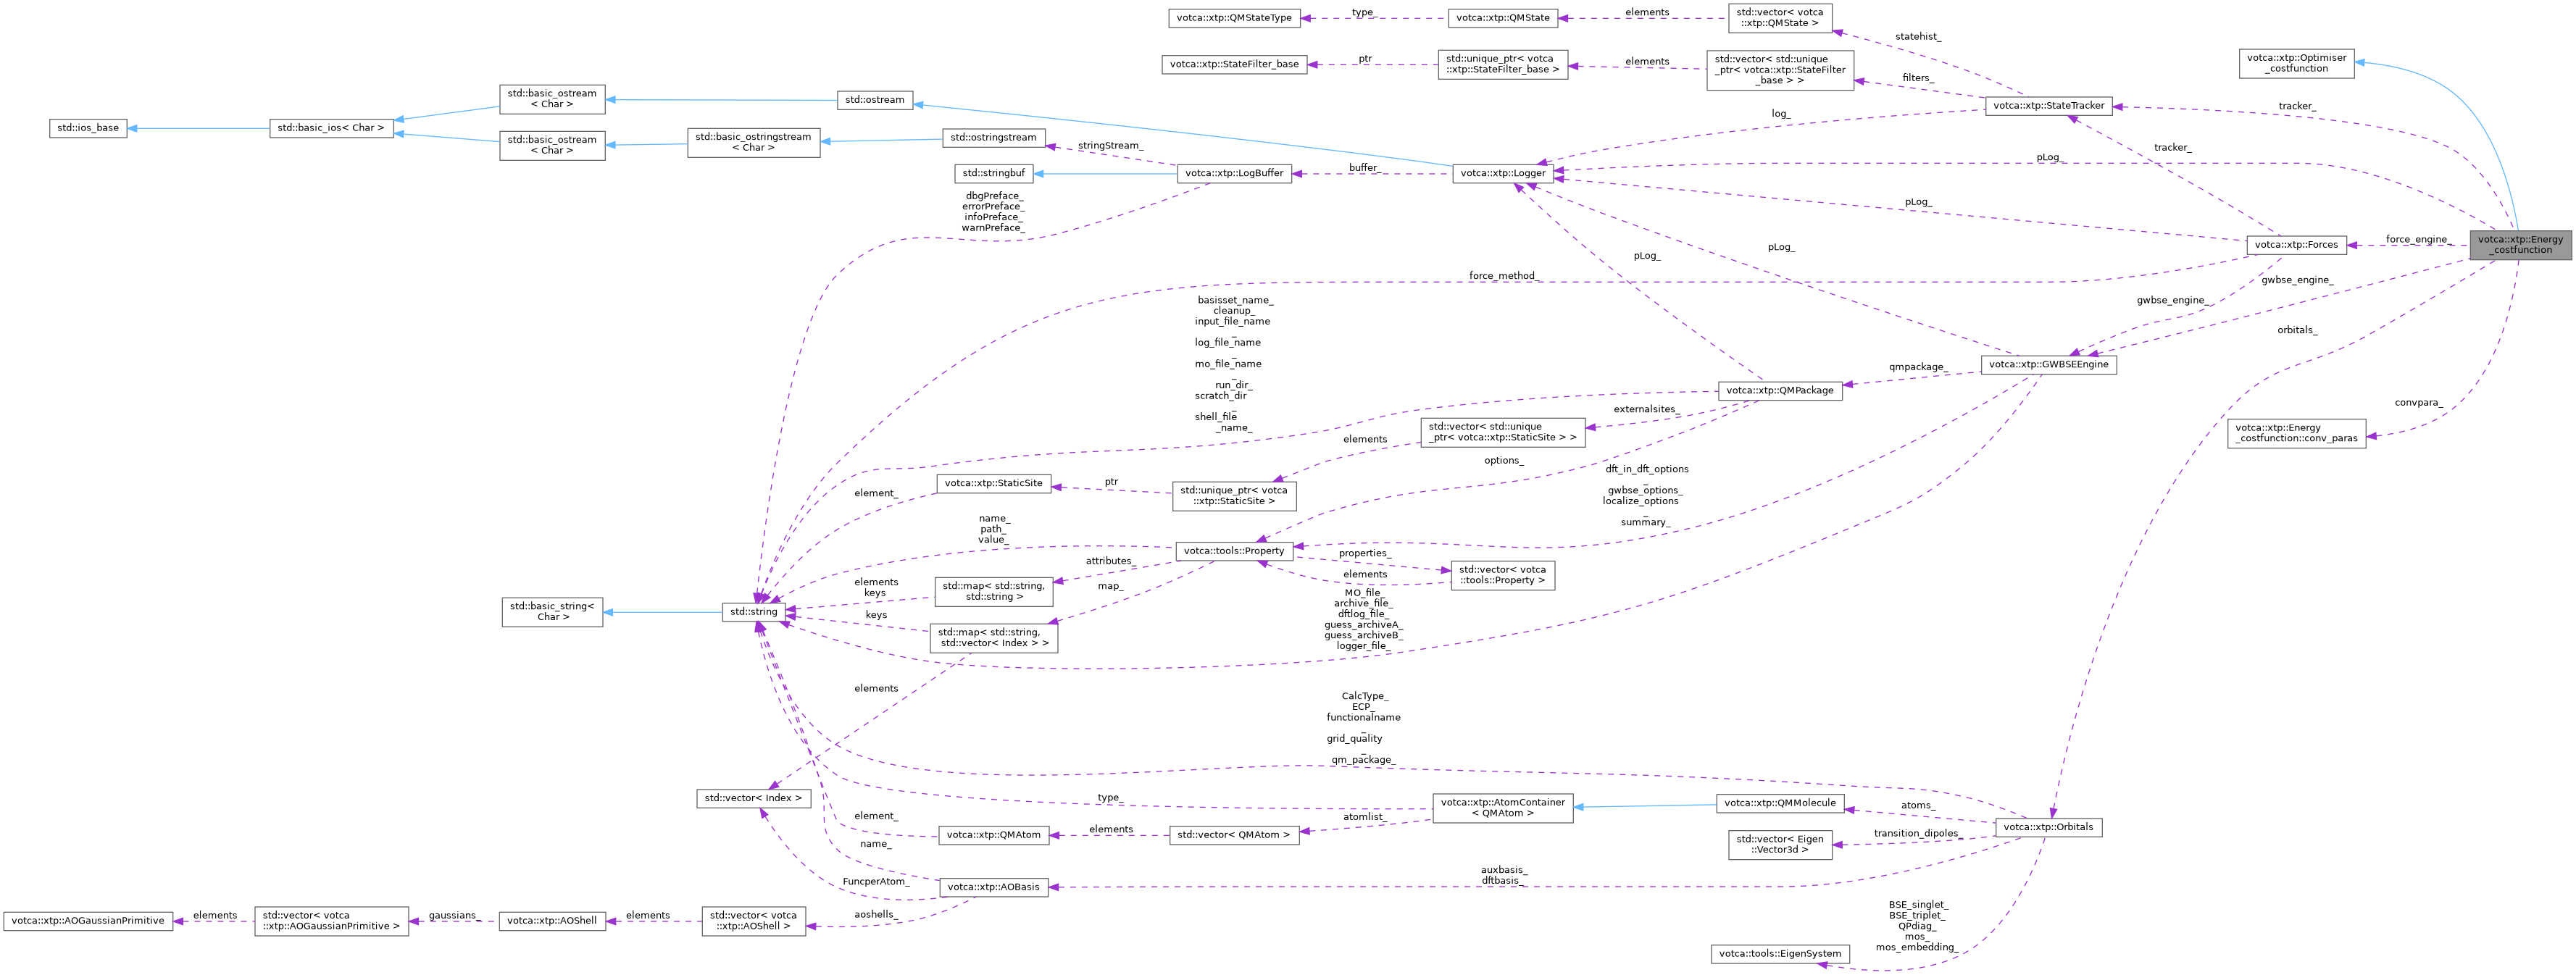 votca::xtp::QMStateType
type_
votca::xtp::QMState
elements
std::vector< votca
::xtp::QMState >
statehist_
votca::xtp::Optimiser
_costfunction
votca::xtp::StateFilter_base
ptr
std::unique_ptr< votca
::xtp::StateFilter_base >
elements
std::vector< std::unique
_ptr< votca::xtp::StateFilter
_base > >
filters_
std::basic_ostream
< Char >
std::ostream
votca::xtp::StateTracker
tracker_
log_
std::ios_base
std::basic_ios< Char >
std::basic_ostream
< Char >
std::basic_ostringstream
< Char >
std::ostringstream
stringStream_
tracker_
pLog_
std::stringbuf
votca::xtp::LogBuffer
buffer_
votca::xtp::Logger
dbgPreface_
errorPreface_
infoPreface_
warnPreface_
pLog_
votca::xtp::Forces
force_engine_
votca::xtp::Energy
_costfunction
pLog_
pLog_
force_method_
gwbse_engine_
gwbse_engine_
orbitals_
basisset_name_
cleanup_
input_file_name
_
log_file_name
_
mo_file_name
_
run_dir_
scratch_dir
_
shell_file
_name_
votca::xtp::GWBSEEngine
qmpackage_
votca::xtp::QMPackage
externalsites_
convpara_
votca::xtp::Energy
_costfunction::conv_paras
std::vector< std::unique
_ptr< votca::xtp::StaticSite > >
elements
options_
dft_in_dft_options
_
gwbse_options_
localize_options
_
summary_
votca::xtp::StaticSite
ptr
std::unique_ptr< votca
::xtp::StaticSite >
element_
name_
path_
value_
votca::tools::Property
properties_
std::vector< votca
::tools::Property >
elements
attributes_
map_
std::map< std::string,
std::string >
elements
keys
std::basic_string<
Char >
std::string
keys
std::map< std::string,
std::vector< Index > >
MO_file_
archive_file_
dftlog_file_
guess_archiveA_
guess_archiveB_
logger_file_
elements
CalcType_
ECP_
functionalname
_
grid_quality
_
qm_package_
std::vector< Index >
type_
votca::xtp::AtomContainer
< QMAtom >
votca::xtp::QMMolecule
atoms_
atomlist_
votca::xtp::Orbitals
element_
votca::xtp::QMAtom
elements
std::vector< QMAtom >
transition_dipoles_
std::vector< Eigen
::Vector3d >
name_
auxbasis_
dftbasis_
FuncperAtom_
votca::xtp::AOBasis
aoshells_
votca::xtp::AOGaussianPrimitive
elements
std::vector< votca
::xtp::AOGaussianPrimitive >
gaussians_
votca::xtp::AOShell
elements
std::vector< votca
::xtp::AOShell >
BSE_singlet_
BSE_triplet_
QPdiag_
mos_
mos_embedding_
votca::tools::EigenSystem